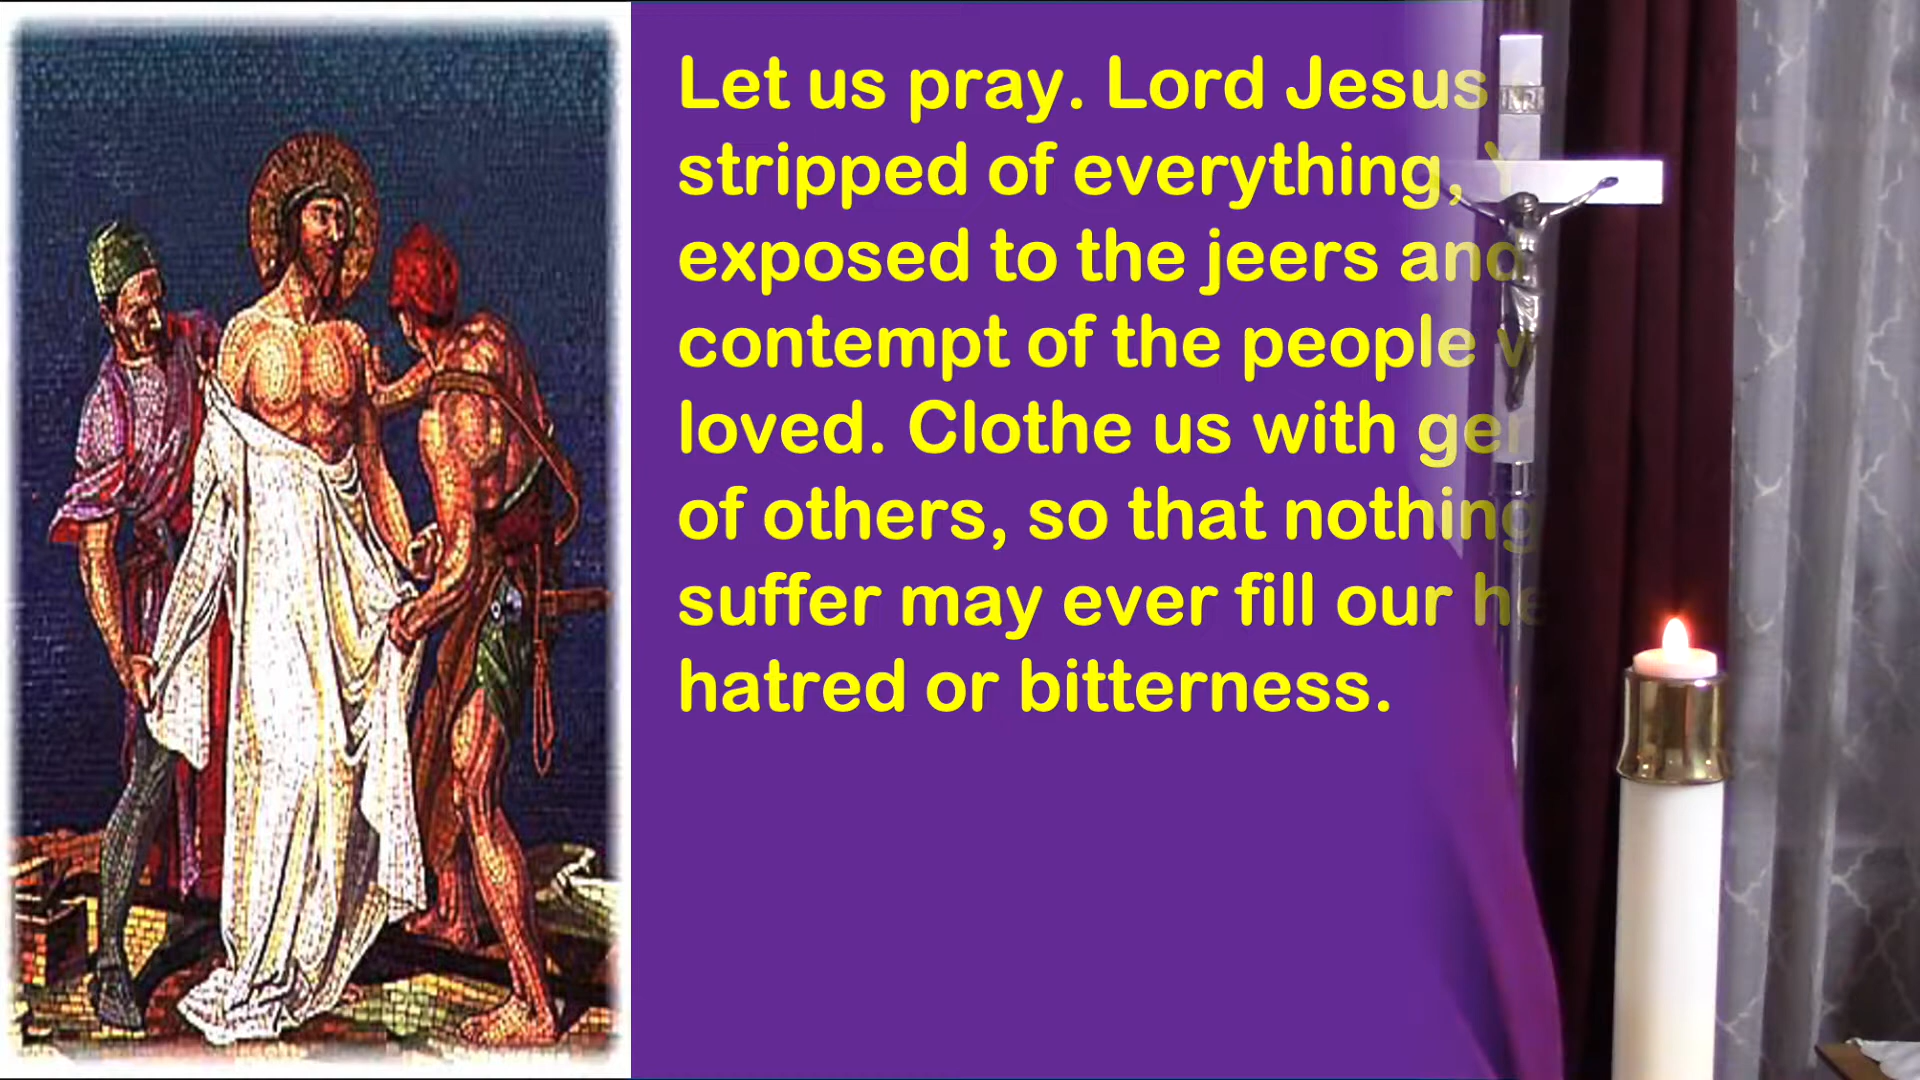 Let us pray. Lord Jesus
stripped of everything,
exposed to the jeers and
contempt of the people
loved. Clothe us with
of others, so that nothing
suffer may ever fill our
hatred or bitterness.
INRI